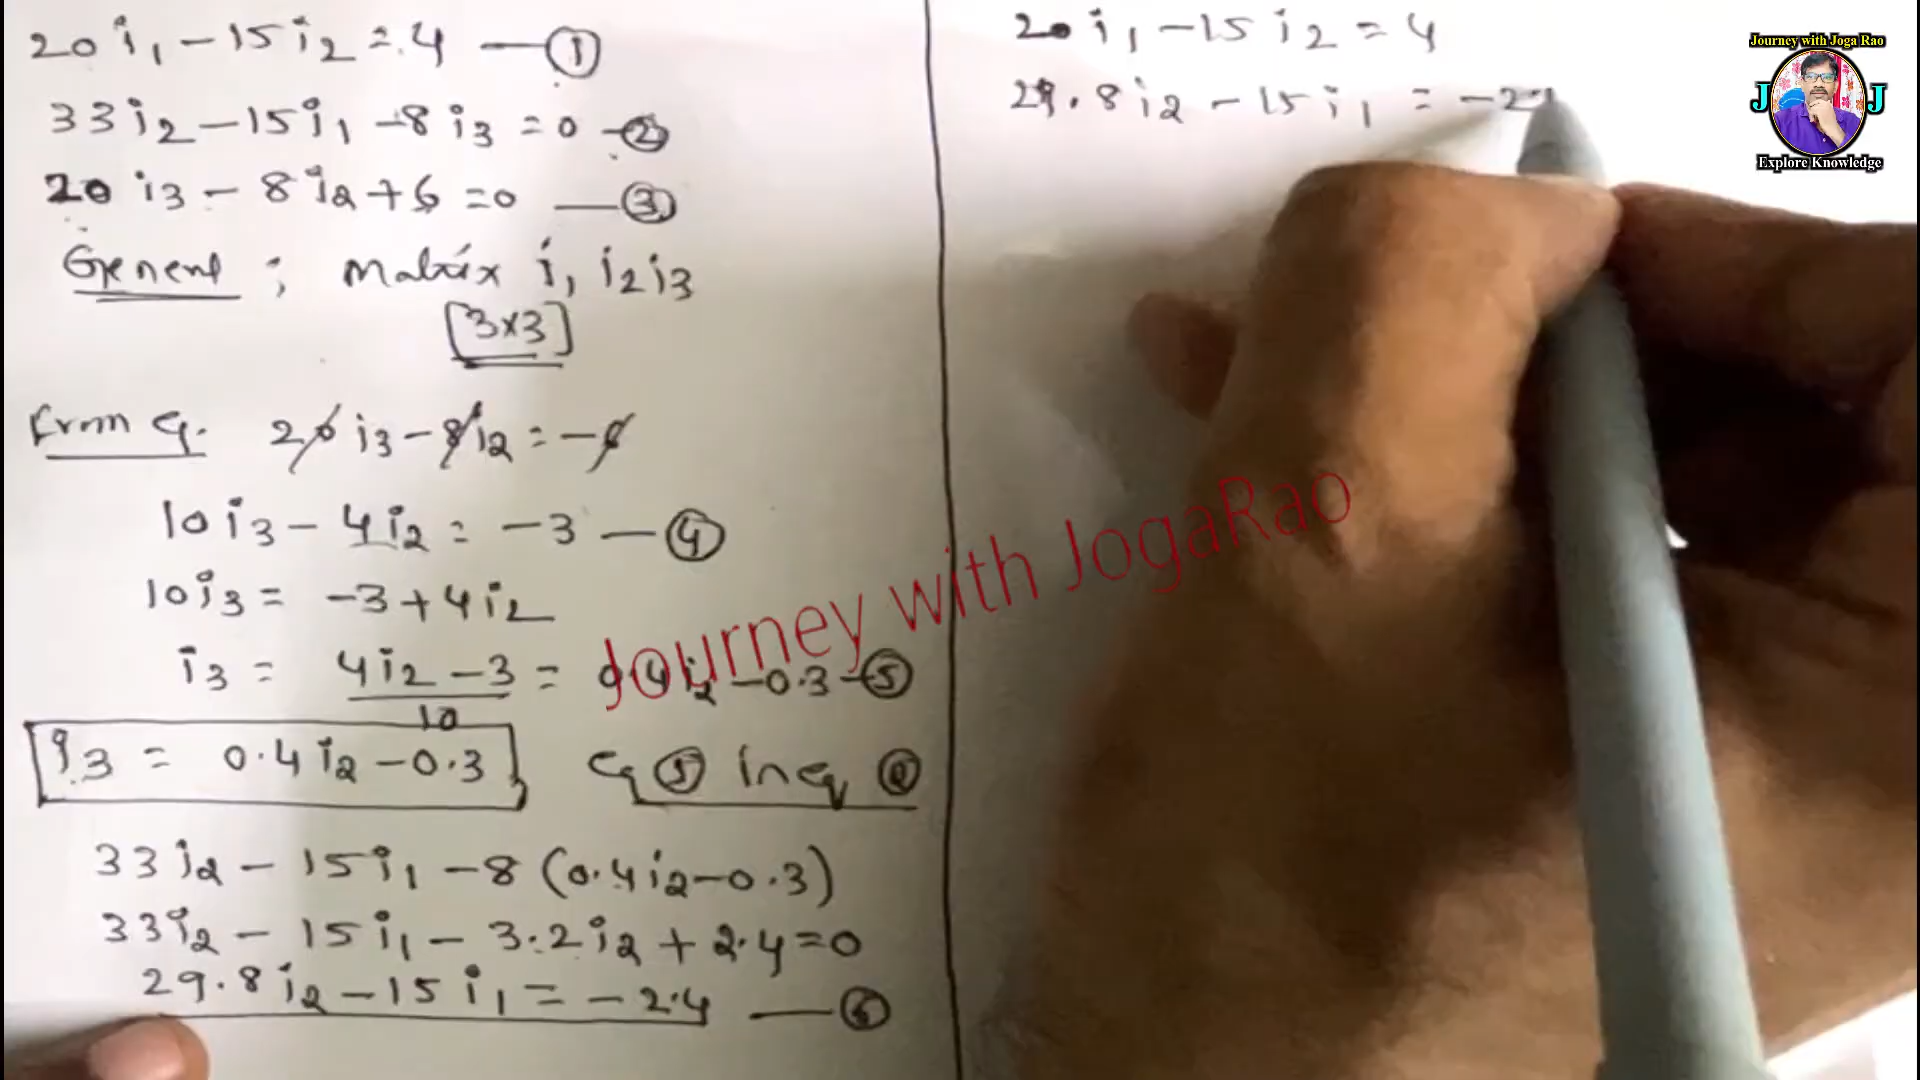 20 i1 - 15 i2 = 4 — ①
33 i2 - 15 i1 - 8 i3 = 0 - ②
20 i3 - 8 i2 + 6 = 0 — ③
General ; Matrix i1 i2 i3
[3×3]
From eq. 20 i3 - 8 i2 = -6
10 i3 - 4 i2 = -3 — ④
10 i3 = -3 + 4 i2
i3 = 4 i2 - 3 / 10 = 0.4 i2 - 0.3 - ⑤
i3 = 0.4 i2 - 0.3
eq ⑤ in eq ②
33 i2 - 15 i1 - 8 (0.4 i2 - 0.3)
33 i2 - 15 i1 - 3.2 i2 + 2.4 = 0
29.8 i2 - 15 i1 = - 2.4 — ⑥
20 i1 - 15 i2 = 4
29.8 i2 - 15 i1 = - 2
Journey with JogaRao
Journey with Joga Rao
J J
Explore Knowledge